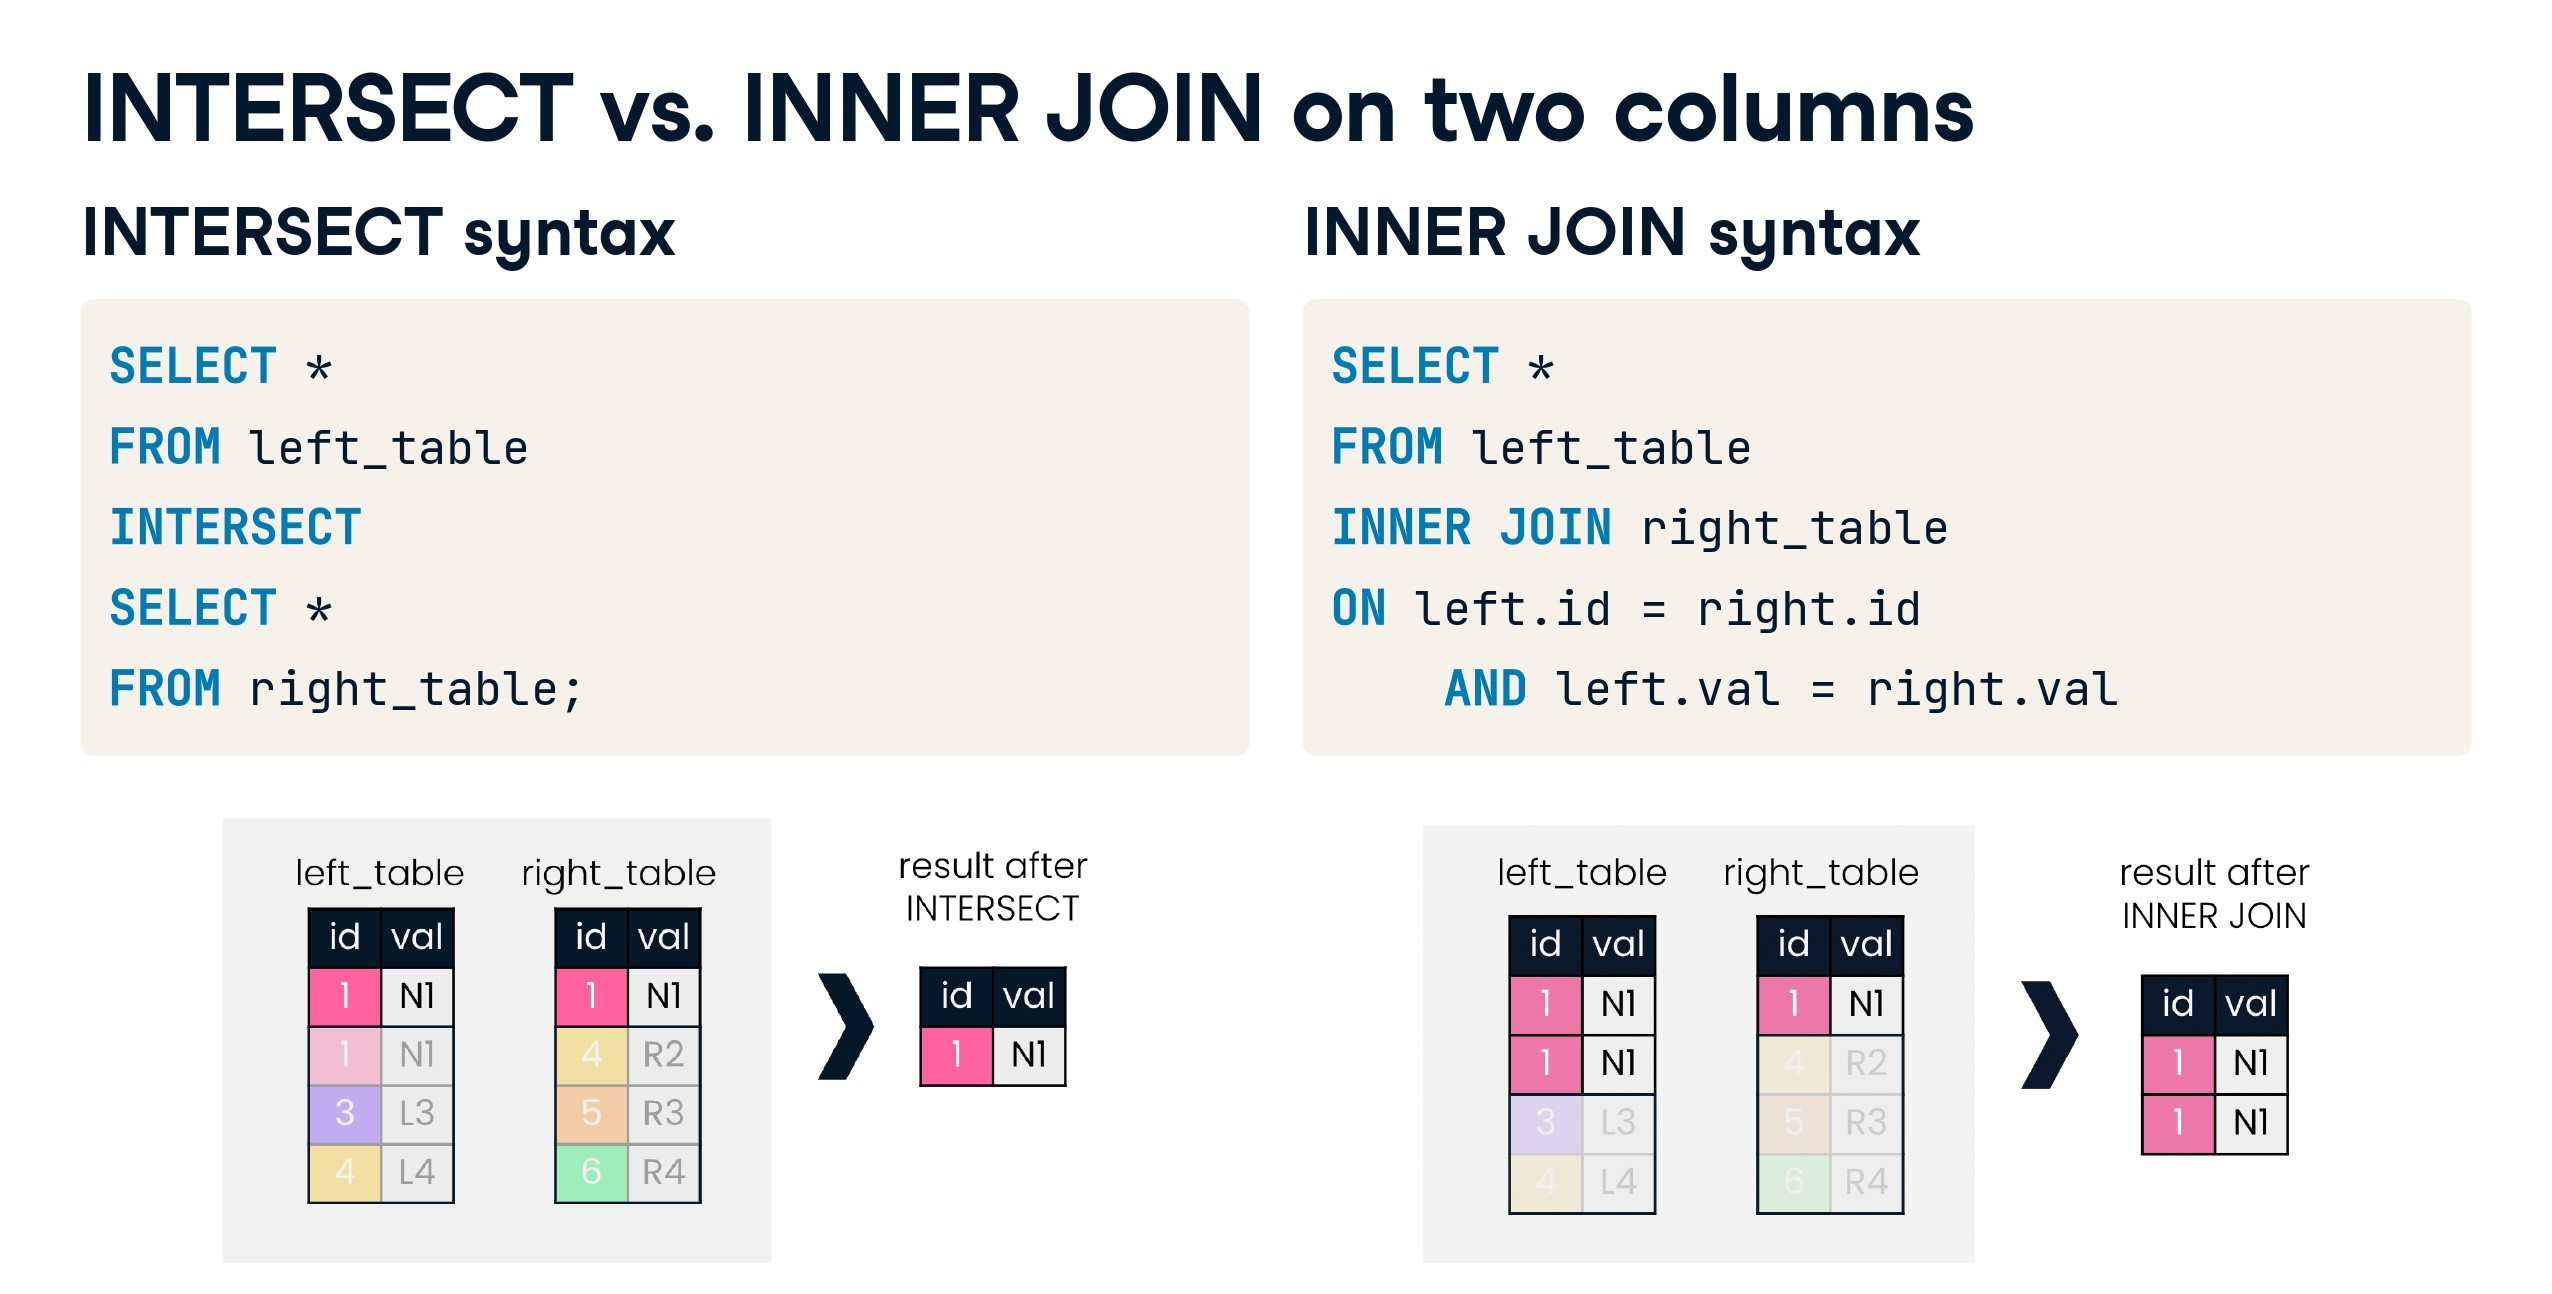 INTERSECT vs. INNER JOIN on two columns
INTERSECT syntax
SELECT *
FROM left_table
INTERSECT
SELECT *
FROM right_table;
left_table
id val
1 N1
1 N1
3 L3
4 L4
right_table
id val
1 N1
4 R2
5 R3
6 R4
result after
INTERSECT
id val
1 N1
INNER JOIN syntax
SELECT *
FROM left_table
INNER JOIN right_table
ON left.id = right.id
AND left.val = right.val
left_table
id val
1 N1
1 N1
3 L3
4 L4
right_table
id val
1 N1
4 R2
5 R3
6 R4
result after
INNER JOIN
id val
1 N1
1 N1